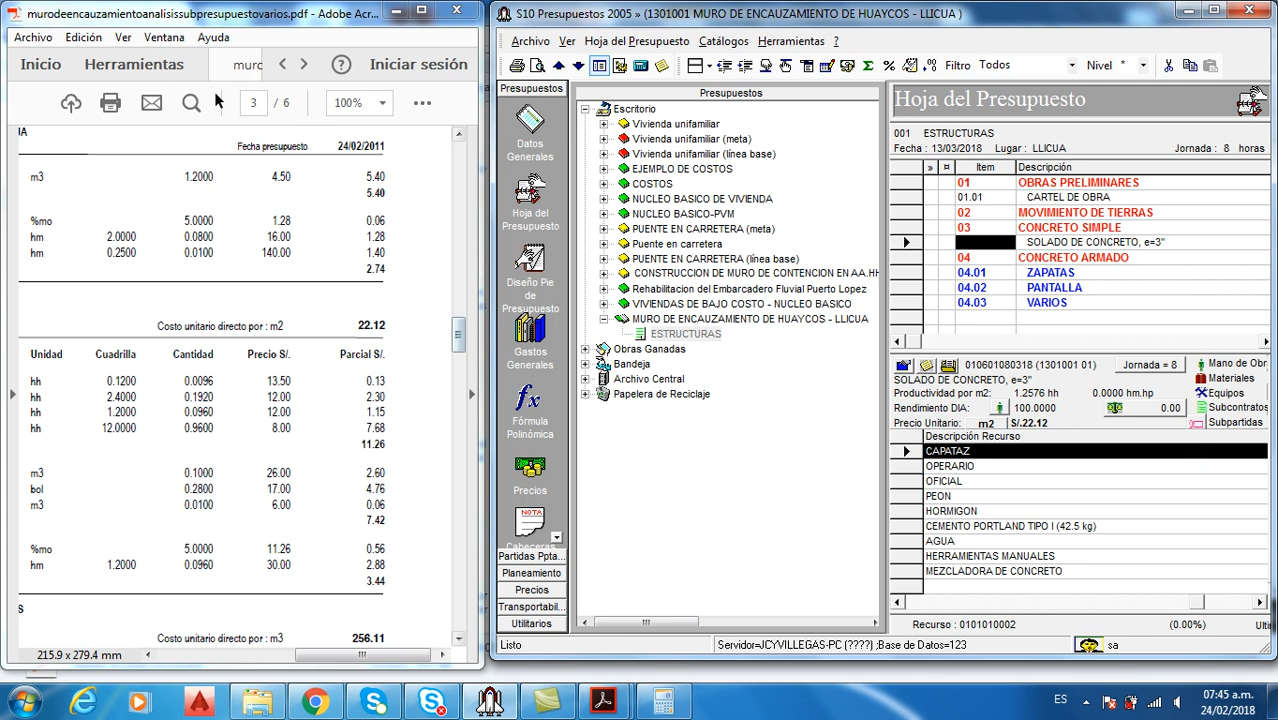 murodeencauzamientoanalisissubpresupuestovarios.pdf - Adobe Acr...
Archivo Edición Ver Ventana Ayuda
Inicio Herramientas muro ? Iniciar sesión
3 / 6 100%
Fecha presupuesto 24/02/2011
m3 1.2000 4.50 5.40
5.40
%mo 5.0000 1.28 0.06
hm 2.0000 0.0800 16.00 1.28
hm 0.2500 0.0100 140.00 1.40
2.74
Costo unitario directo por : m2 22.12
Unidad Cuadrilla Cantidad Precio S/. Parcial S/.
hh 0.1200 0.0096 13.50 0.13
hh 2.4000 0.1920 12.00 2.30
hh 1.2000 0.0960 12.00 1.15
hh 12.0000 0.9600 8.00 7.68
11.26
m3 0.1000 26.00 2.60
bol 0.2800 17.00 4.76
m3 0.0100 6.00 0.06
7.42
%mo 5.0000 11.26 0.56
hm 1.2000 0.0960 30.00 2.88
3.44
S
Costo unitario directo por : m3 256.11
215.9 x 279.4 mm
S10 Presupuestos 2005 » (1301001 MURO DE ENCAUZAMIENTO DE HUAYCOS - LLICUA )
Archivo Ver Hoja del Presupuesto Catálogos Herramientas ?
Filtro Todos Nivel *
Presupuestos
Datos Generales
Hoja del Presupuesto
Diseño Pie de Presupuesto
Gastos Generales
Fórmula Polinómica
Precios
NOTA
Cabeceras
Partidas Ppta...
Planeamiento
Precios
Transportabil...
Utilitarios
Presupuestos
Escritorio
Vivienda unifamiliar
Vivienda unifamiliar (meta)
Vivienda unifamiliar (línea base)
EJEMPLO DE COSTOS
COSTOS
NUCLEO BASICO DE VIVIENDA
NUCLEO BASICO-PVM
PUENTE EN CARRETERA (meta)
Puente en carretera
PUENTE EN CARRETERA (línea base)
CONSTRUCCION DE MURO DE CONTENCION EN AA.HH
Rehabilitacion del Embarcadero Fluvial Puerto Lopez
VIVIENDAS DE BAJO COSTO - NUCLEO BASICO
MURO DE ENCAUZAMIENTO DE HUAYCOS - LLICUA
ESTRUCTURAS
Obras Ganadas
Bandeja
Archivo Central
Papelera de Reciclaje
Hoja del Presupuesto
001 ESTRUCTURAS
Fecha : 13/03/2018 Lugar : LLICUA Jornada : 8 horas
» ¤ Item Descripción
01 OBRAS PRELIMINARES
01.01 CARTEL DE OBRA
02 MOVIMIENTO DE TIERRAS
03 CONCRETO SIMPLE
SOLADO DE CONCRETO, e=3"
04 CONCRETO ARMADO
04.01 ZAPATAS
04.02 PANTALLA
04.03 VARIOS
010601080318 (1301001 01) Jornada = 8
SOLADO DE CONCRETO, e=3"
Productividad por m2: 1.2576 hh 0.0000 hm.hp
Rendimiento DIA: 100.0000 0.00
Precio Unitario: m2 S/.22.12
Mano de Obr
Materiales
Equipos
Subcontratos
Subpartidas
Descripción Recurso
CAPATAZ
OPERARIO
OFICIAL
PEON
HORMIGON
CEMENTO PORTLAND TIPO I (42.5 kg)
AGUA
HERRAMIENTAS MANUALES
MEZCLADORA DE CONCRETO
Recurso : 0101010002 (0.00%) Ulti
Listo Servidor=JCYVILLEGAS-PC (????) ;Base de Datos=123 sa
ES 07:45 a.m.
24/02/2018